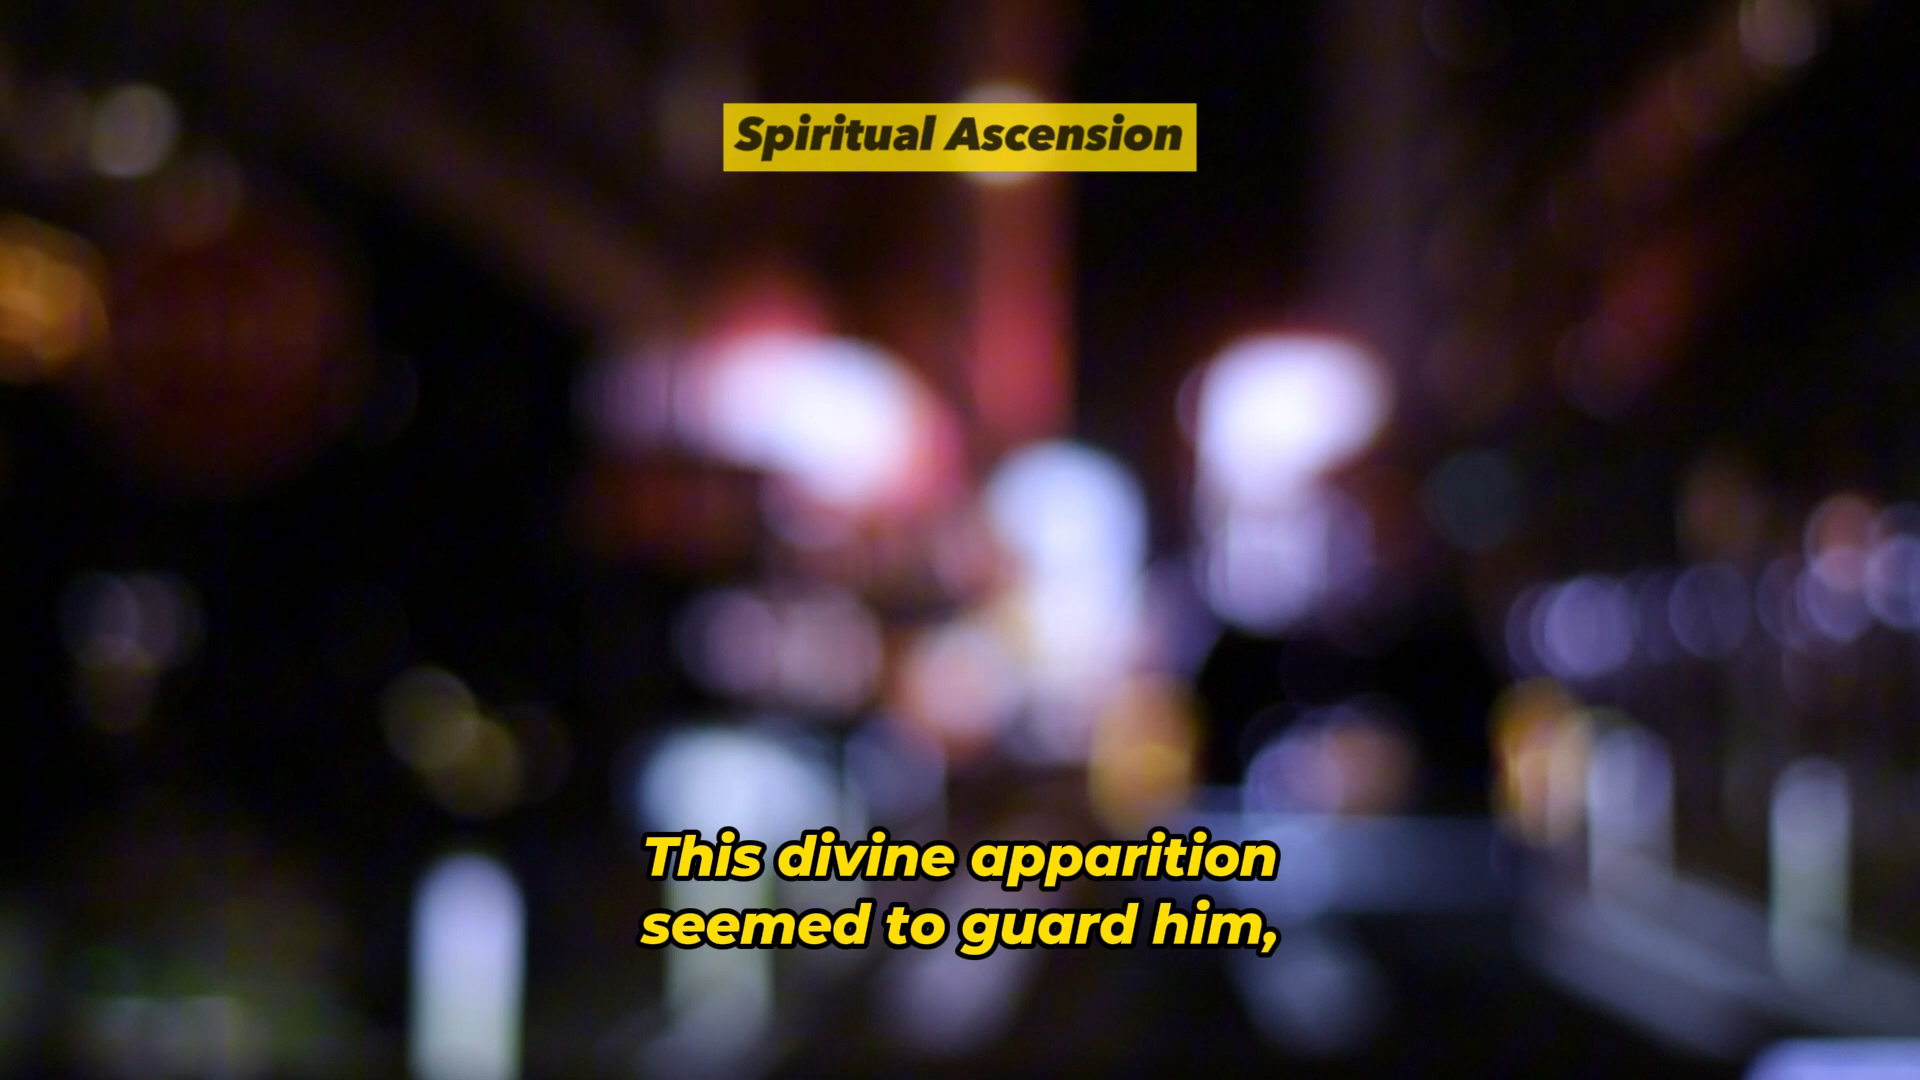 Spiritual Ascension
This divine apparition
seemed to guard him,